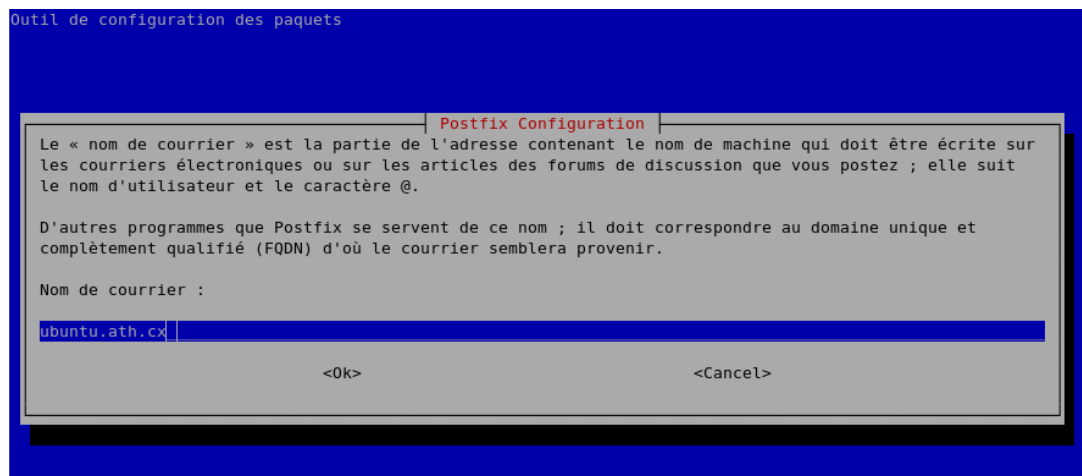 Outil de configuration des paquets
Postfix Configuration
Le « nom de courrier » est la partie de l'adresse contenant le nom de machine qui doit être écrite sur
les courriers électroniques ou sur les articles des forums de discussion que vous postez ; elle suit
le nom d'utilisateur et le caractère @.
D'autres programmes que Postfix se servent de ce nom ; il doit correspondre au domaine unique et
complètement qualifié (FQDN) d'où le courrier semblera provenir.
Nom de courrier :
ubuntu.ath.cx
<Ok> <Cancel>